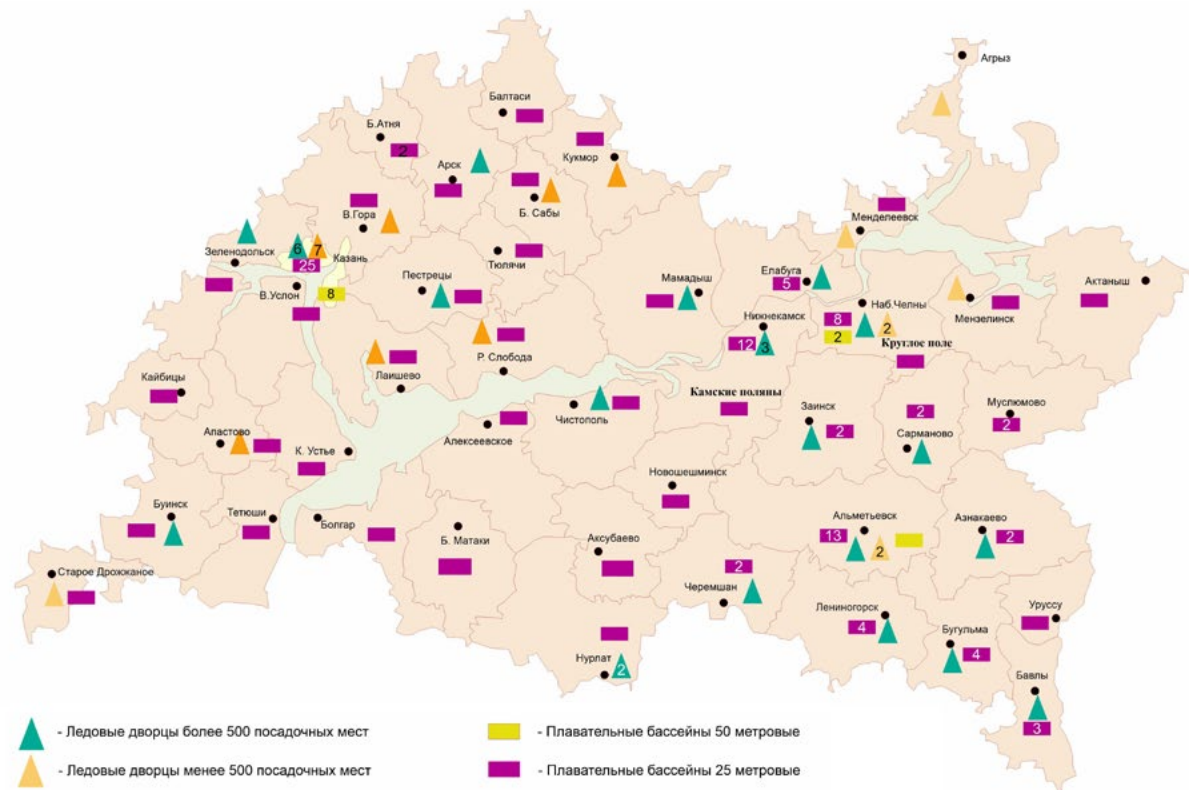 Агрыз
Балтаси
Б.Атня
2
Кукмор
Арск
Б. Сабы
В.Гора
Менделеевск
Зеленодольск
6
7
Казань
25
Тюлячи
Пестрецы
Мамадыш
Елабуга
5
Актаныш
В.Услон
8
Наб.Челны
Мензелинск
Нижнекамск
8
2
2
12
3
Круглое поле
Р. Слобода
Лаишево
Кайбицы
Камские поляны
Чистополь
Муслюмово
2
Заинск
2
2
Алексеевское
Сарманово
Апастово
К. Устье
Новошешминск
Буинск
Тетюши
Болгар
Б. Матаки
Альметьевск
13
2
Азнакаево
2
Аксубаево
Старое Дрожжаное
2
Черемшан
Лениногорск
4
Уруссу
Бугульма
4
Нурлат
2
Бавлы
3
- Ледовые дворцы более 500 посадочных мест
- Плавательные бассейны 50 метровые
- Ледовые дворцы менее 500 посадочных мест
- Плавательные бассейны 25 метровые